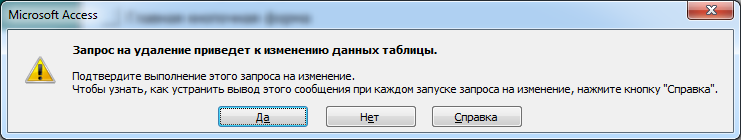 Microsoft Access
Главная кнопочная форма
Запрос на удаление приведет к изменению данных таблицы.
Подтвердите выполнение этого запроса на изменение.
Чтобы узнать, как устранить вывод этого сообщения при каждом запуске запроса на изменение, нажмите кнопку "Справка".
Да
Нет
Справка